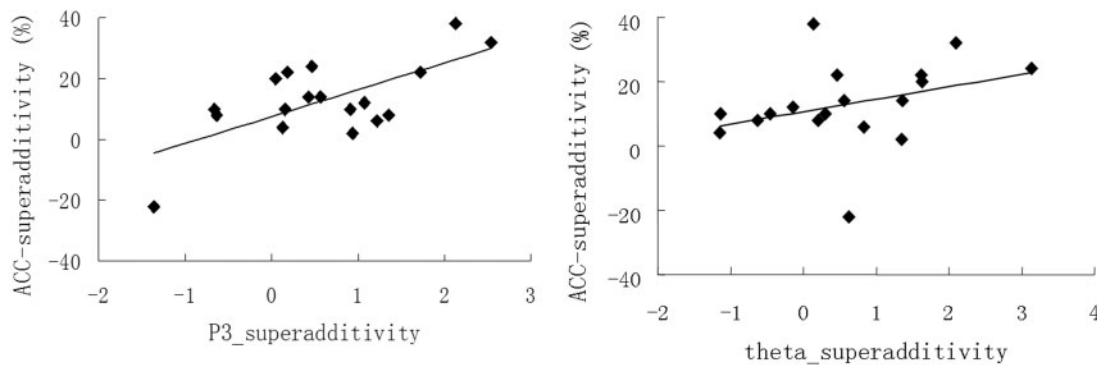 ACC-superadditivity (%)
40
20
0
-20
-40
-2 -1 0 1 2 3
P3_superadditivity
ACC-superadditivity (%)
40
20
0
-20
-40
-2 -1 0 1 2 3 4
theta_superadditivity